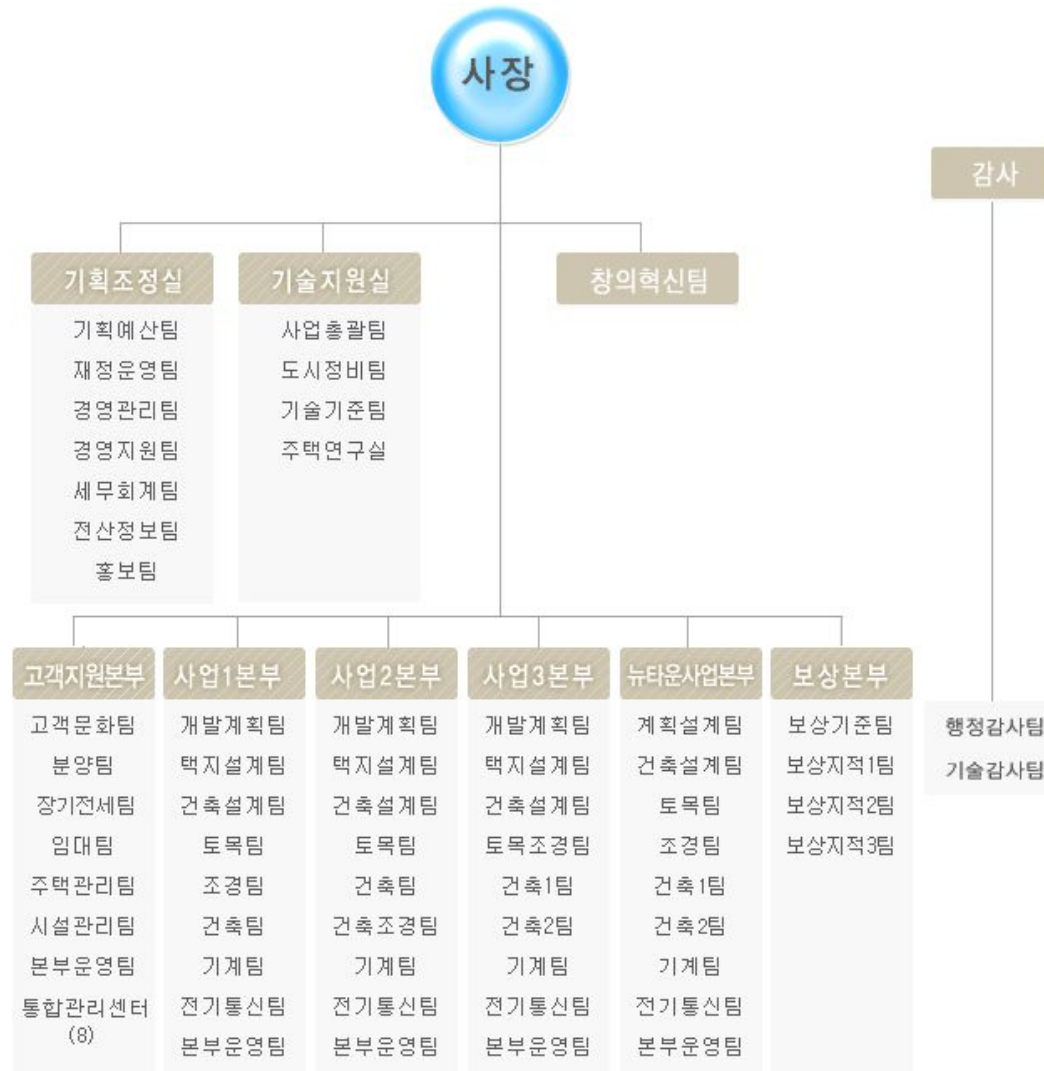 사장
감사
기획조정실
기술지원실
창의혁신팀
기획예산팀
재정운영팀
경영관리팀
경영지원팀
세무회계팀
전산정보팀
홍보팀
사업총괄팀
도시정비팀
기술기준팀
주택연구실
고객지원본부
고객문화팀
분양팀
장기전세팀
임대팀
주택관리팀
시설관리팀
본부운영팀
통합관리센터
(8)
사업1본부
개발계획팀
택지설계팀
건축설계팀
토목팀
조경팀
건축팀
기계팀
전기통신팀
본부운영팀
사업2본부
개발계획팀
택지설계팀
건축설계팀
토목팀
건축팀
건축조경팀
기계팀
전기통신팀
본부운영팀
사업3본부
개발계획팀
택지설계팀
건축설계팀
토목조경팀
건축1팀
건축2팀
기계팀
전기통신팀
본부운영팀
뉴타운사업본부
계획설계팀
건축설계팀
토목팀
조경팀
건축1팀
건축2팀
기계팀
전기통신팀
본부운영팀
보상본부
보상기준팀
보상지적1팀
보상지적2팀
보상지적3팀
행정감사팀
기술감사팀